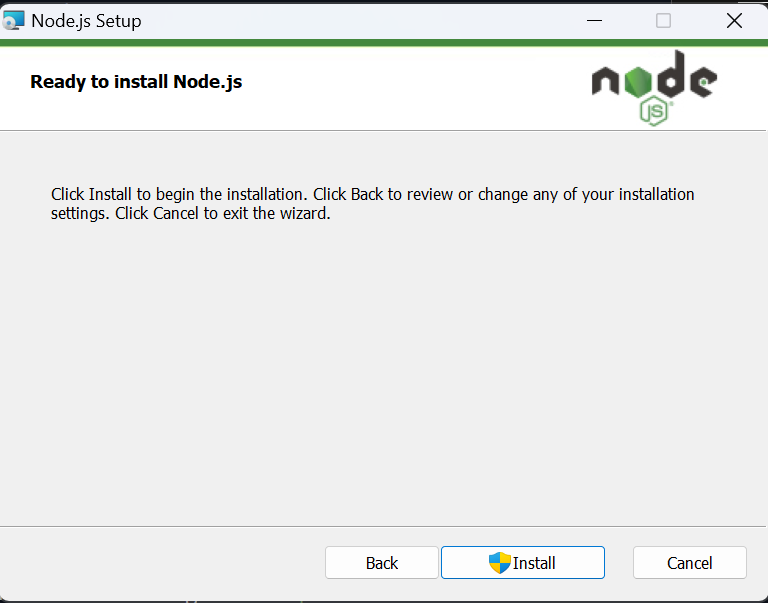 Node.js Setup
Ready to install Node.js
node
JS
Click Install to begin the installation. Click Back to review or change any of your installation
settings. Click Cancel to exit the wizard.
Back
Install
Cancel